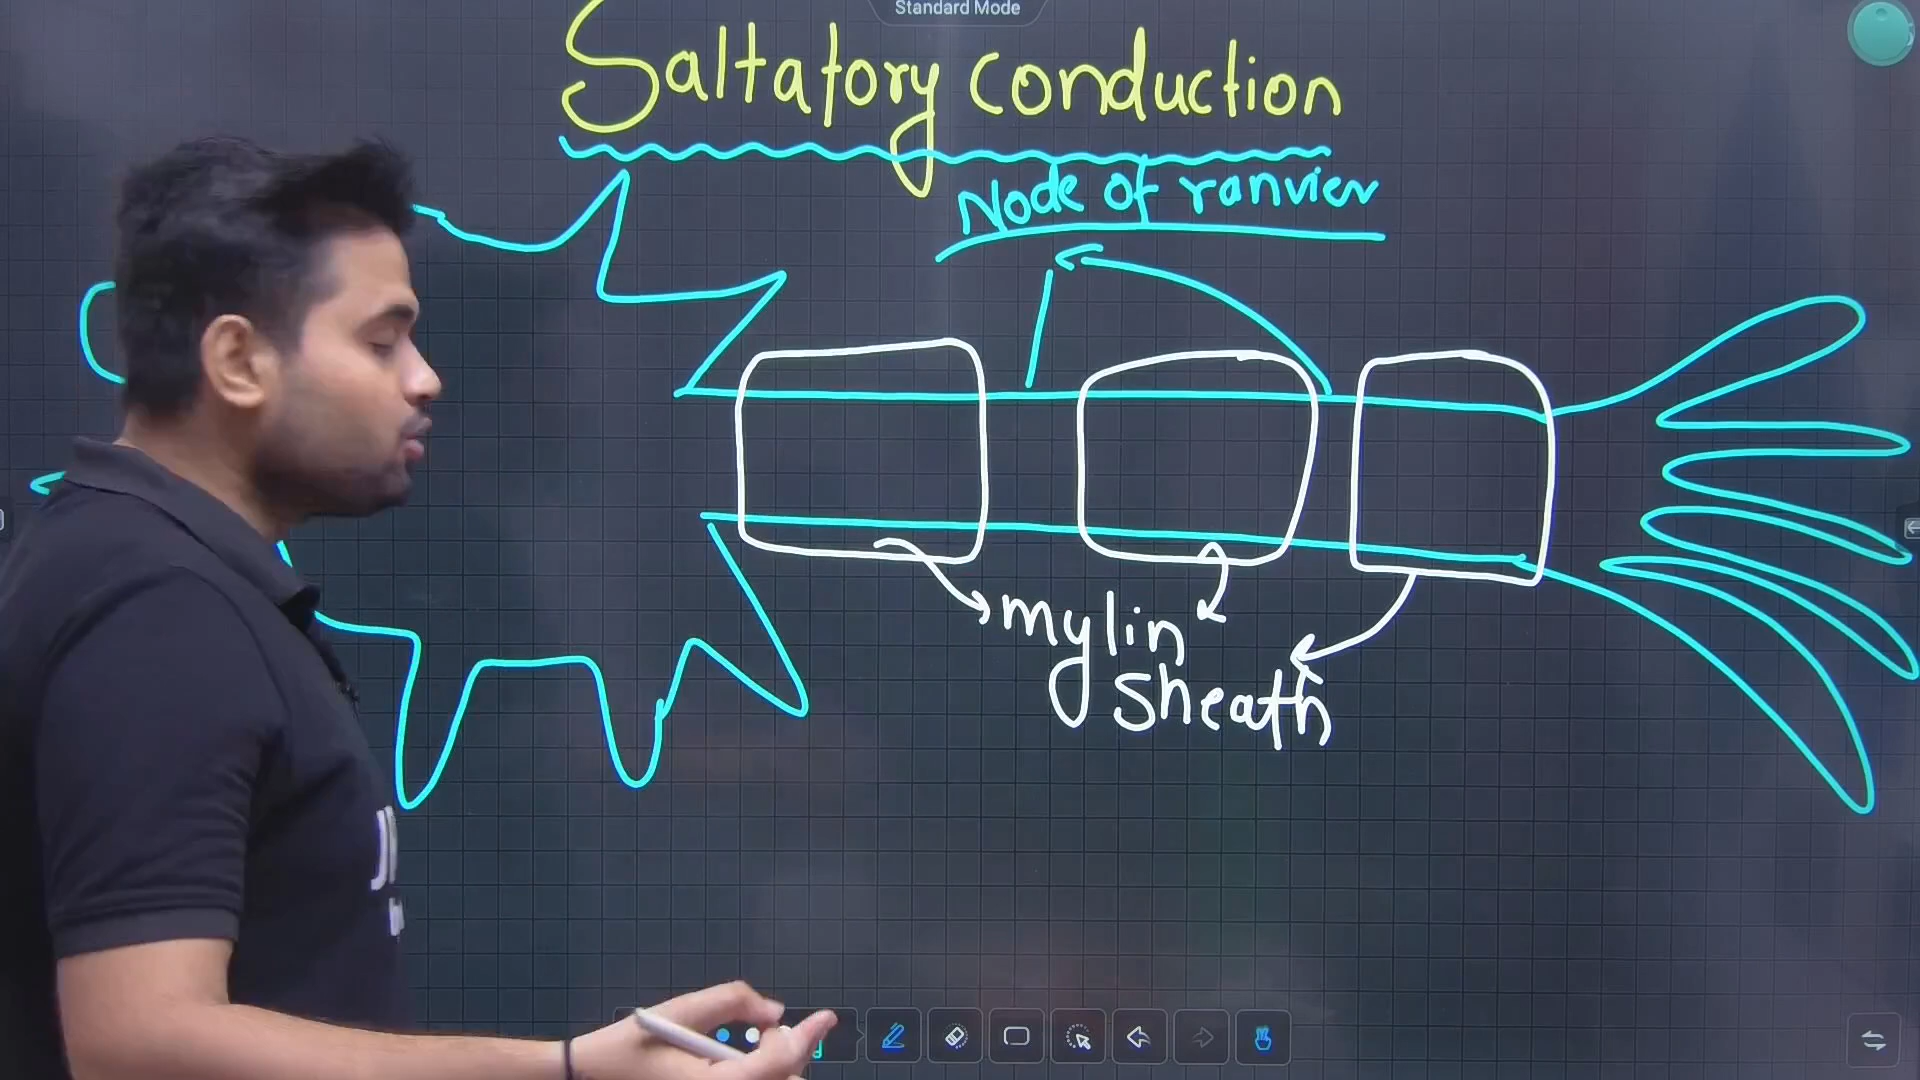 Standard Mode
Saltatory conduction
Node of ranvier
mylin
sheath